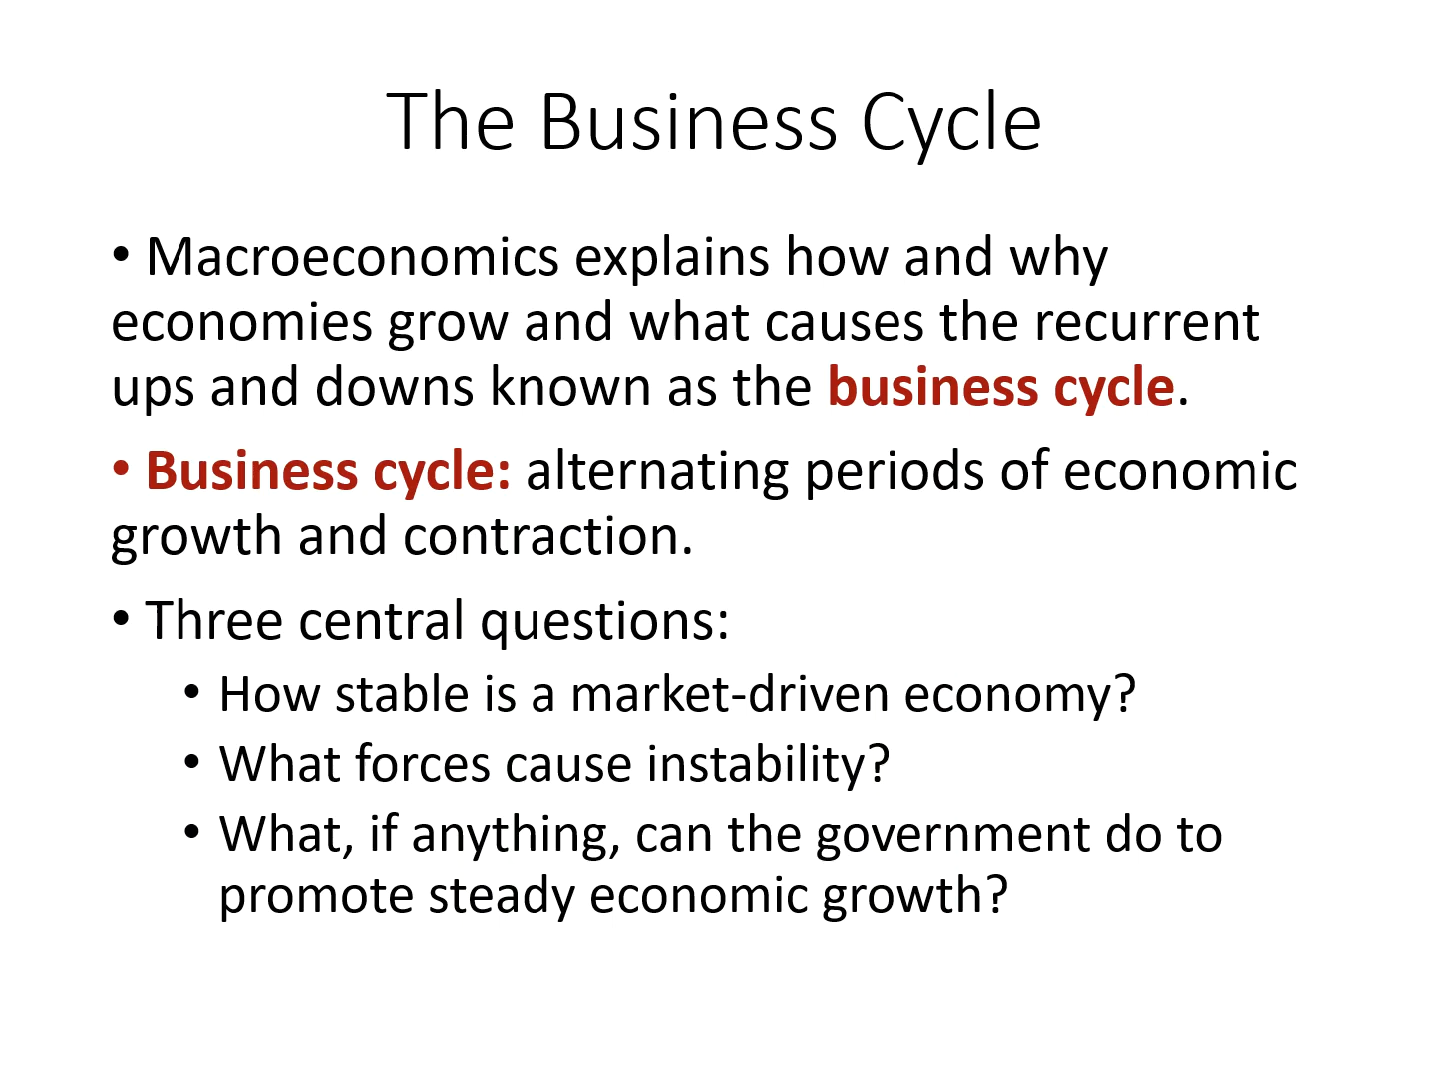 The Business Cycle
• Macroeconomics explains how and why
economies grow and what causes the recurrent
ups and downs known as the business cycle.
• Business cycle: alternating periods of economic
growth and contraction.
• Three central questions:
• How stable is a market-driven economy?
• What forces cause instability?
• What, if anything, can the government do to
promote steady economic growth?